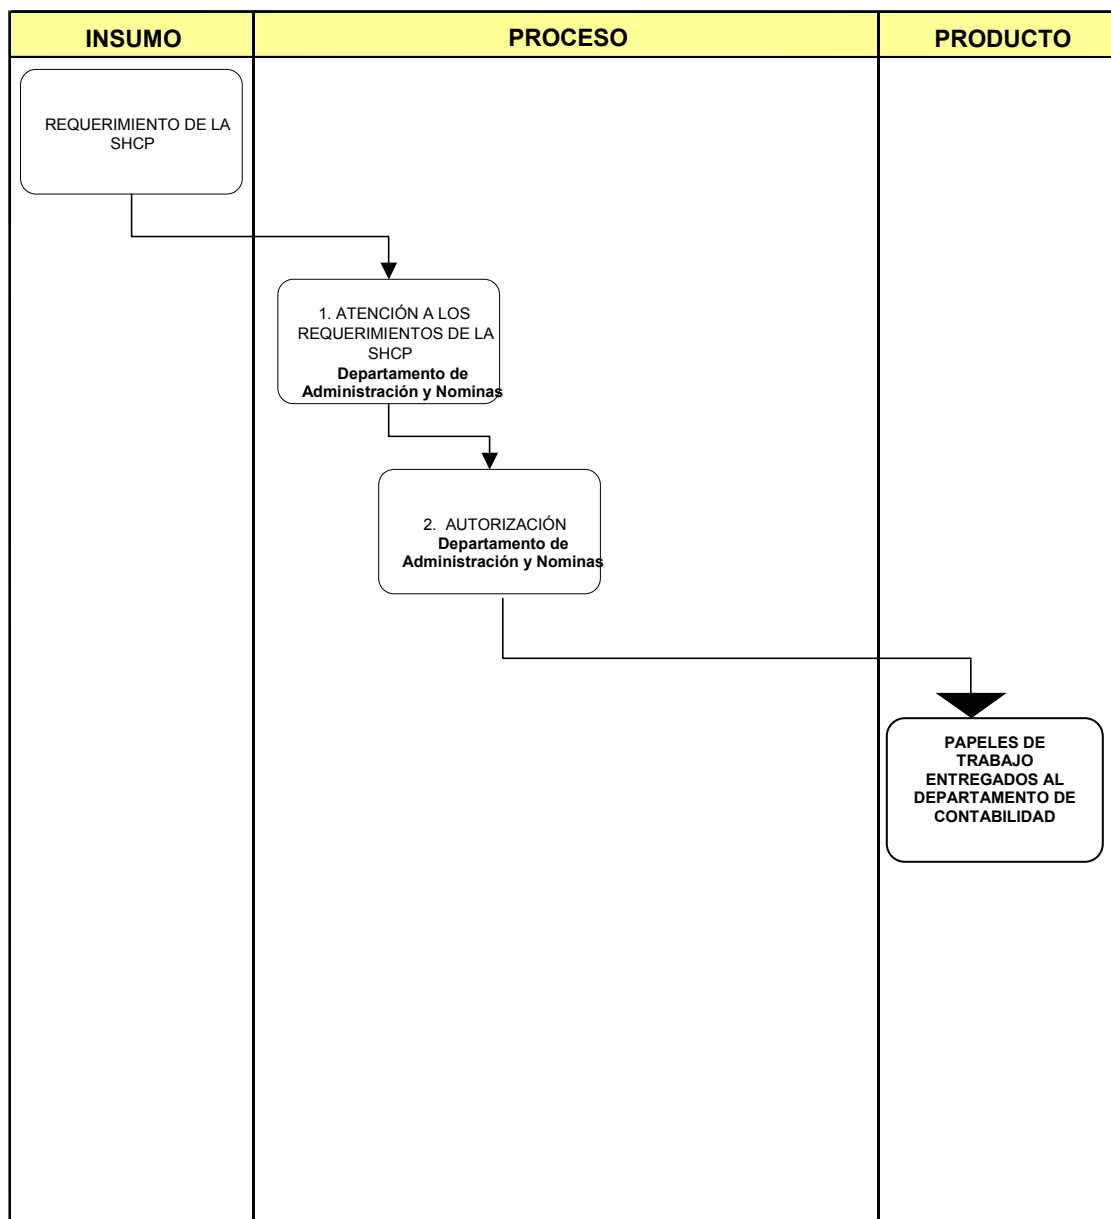 INSUMO
PROCESO
PRODUCTO
REQUERIMIENTO DE LA
SHCP
1. ATENCIÓN A LOS
REQUERIMIENTOS DE LA
SHCP
Departamento de
Administración y Nominas
2. AUTORIZACIÓN
Departamento de
Administración y Nominas
PAPELES DE
TRABAJO
ENTREGADOS AL
DEPARTAMENTO DE
CONTABILIDAD